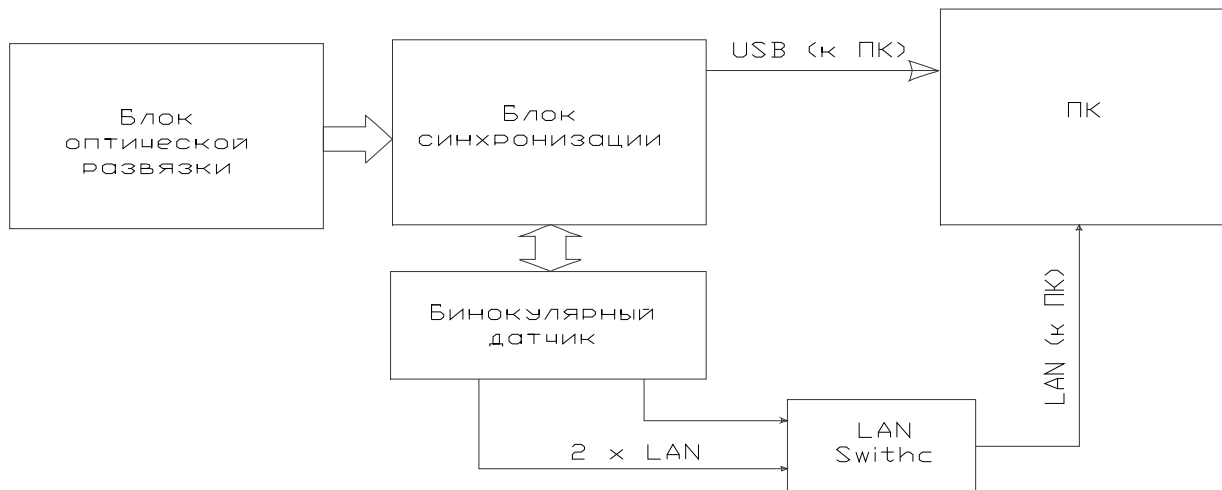 Блок
оптической
развязки
Блок
синхронизации
USB (к ПК)
ПК
Бинокулярный
датчик
LAN (к ПК)
2 x LAN
LAN
Swithc